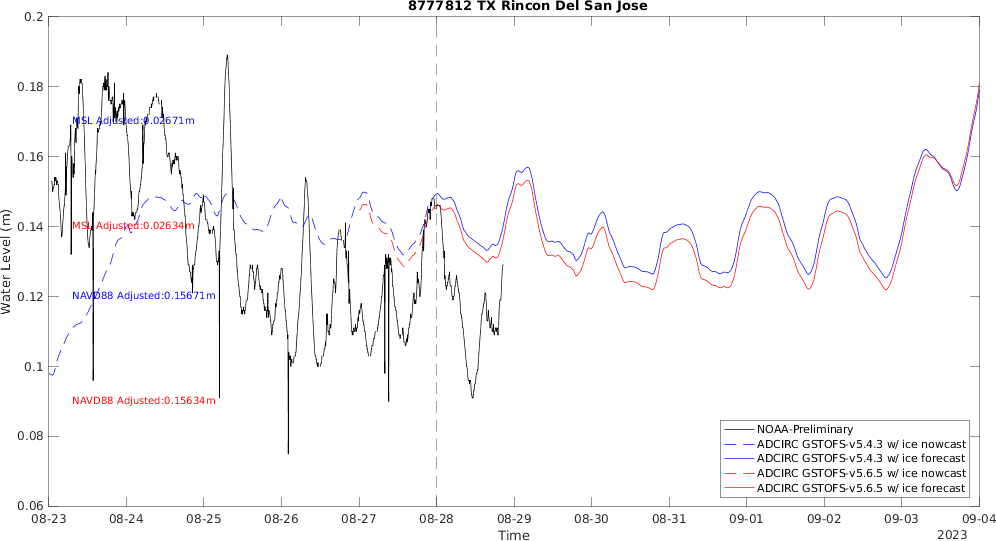 8777812 TX Rincon Del San Jose
Water Level (m)
0.2
0.18
0.16
0.14
0.12
0.1
0.08
0.06
MSL Adjusted:0.02671m
MSL Adjusted:0.02634m
NAVD88 Adjusted:0.15671m
NAVD88 Adjusted:0.15634m
NOAA-Preliminary
ADCIRC GSTOFS-v5.4.3 w/ ice nowcast
ADCIRC GSTOFS-v5.4.3 w/ ice forecast
ADCIRC GSTOFS-v5.6.5 w/ ice nowcast
ADCIRC GSTOFS-v5.6.5 w/ ice forecast
08-23 08-24 08-25 08-26 08-27 08-28 08-29 08-30 08-31 09-01 09-02 09-03 09-04
Time
2023